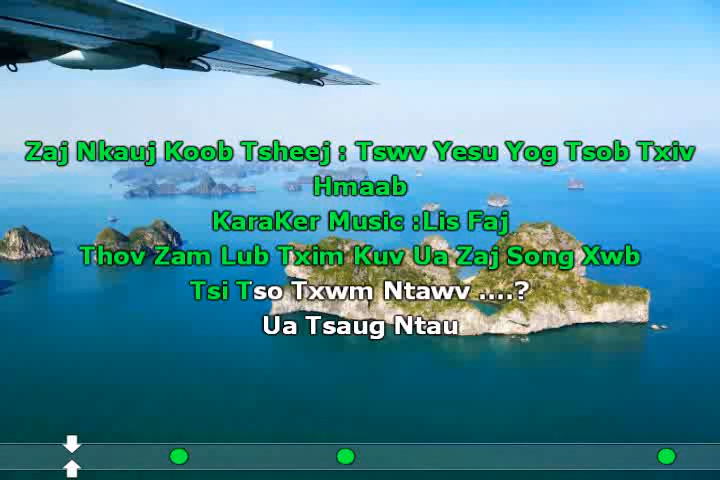 Zaj Nkauj Koob Tsheej : Tswv Yesu Yog Tsob Txiv
Hmaab
KaraKer Music :Lis Faj
Thov Zam Lub Txim Kuv Ua Zaj Song Xwb
Tsi Tso Txwm Ntawv ....?
Ua Tsaug Ntau